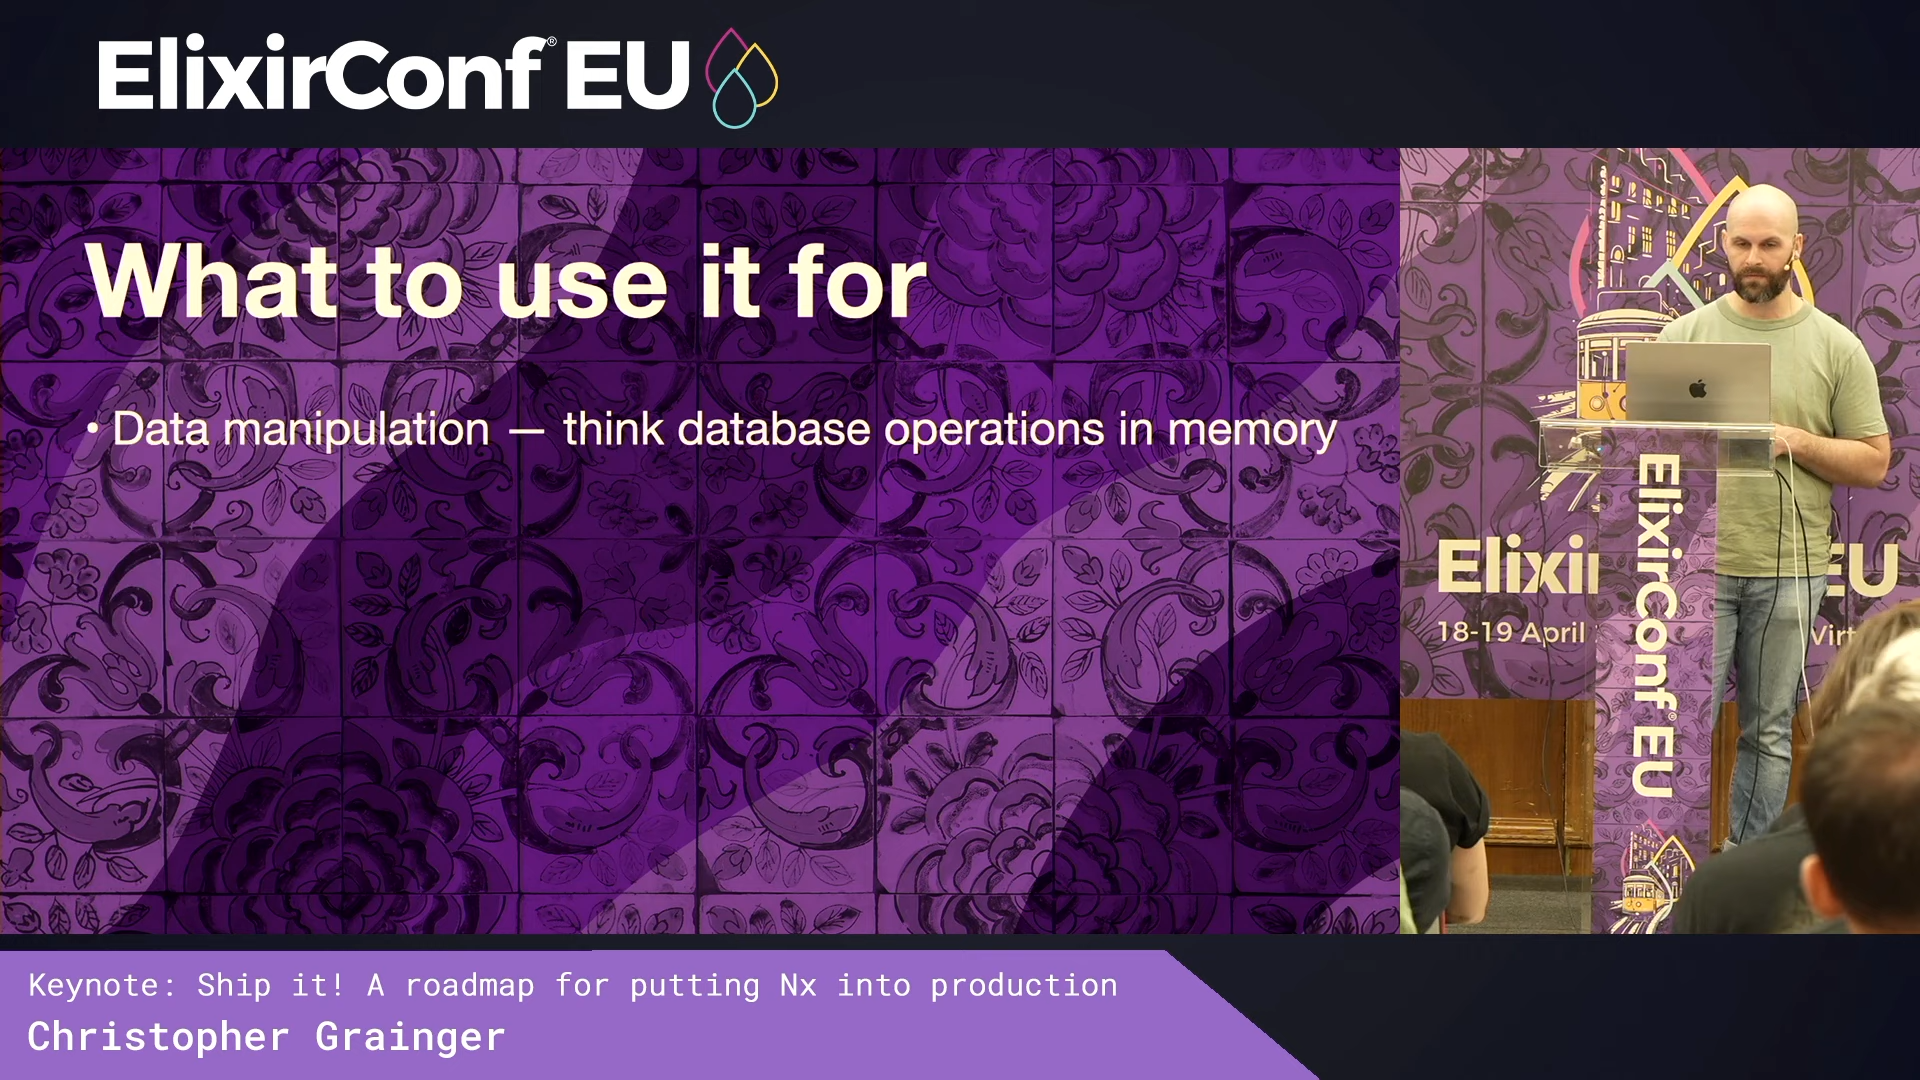 ElixirConf® EU
What to use it for
• Data manipulation — think database operations in memory
Elixir
EU
18-19 April
Virt
ElixirConf® EU
Keynote: Ship it! A roadmap for putting Nx into production
Christopher Grainger